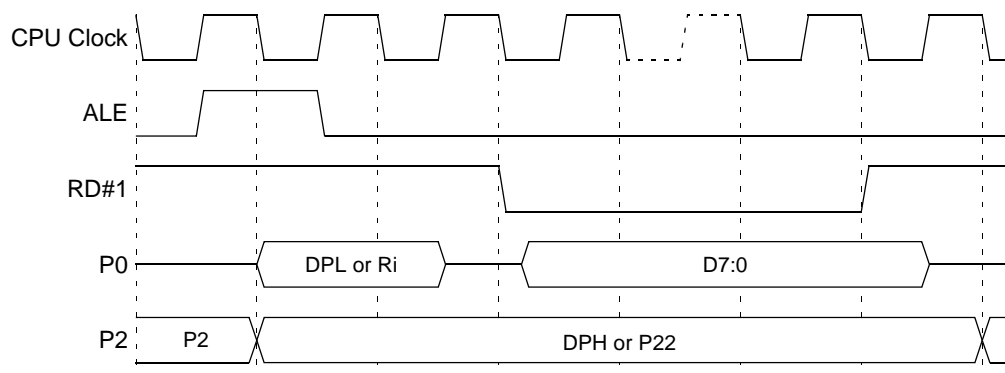 CPU Clock
ALE
RD#1
P0
DPL or Ri
D7:0
P2
P2
DPH or P22